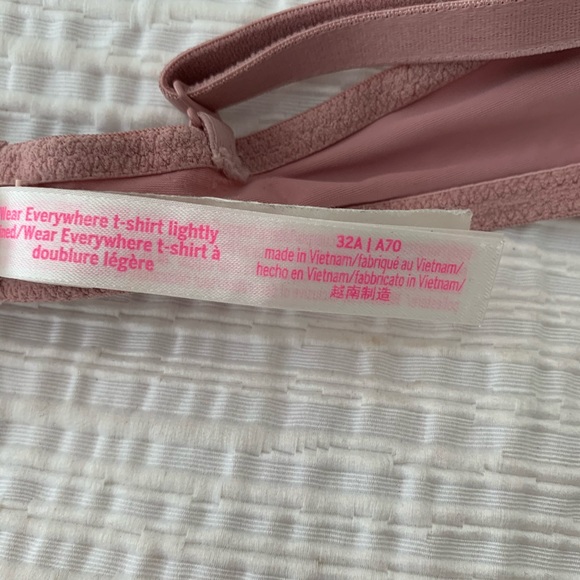 Wear Everywhere t-shirt lightly
/Wear Everywhere t-shirt à
doublure légère
32A | A70
made in Vietnam/fabriqué au Vietnam/
hecho en Vietnam/fabbricato in Vietnam/
越南制造